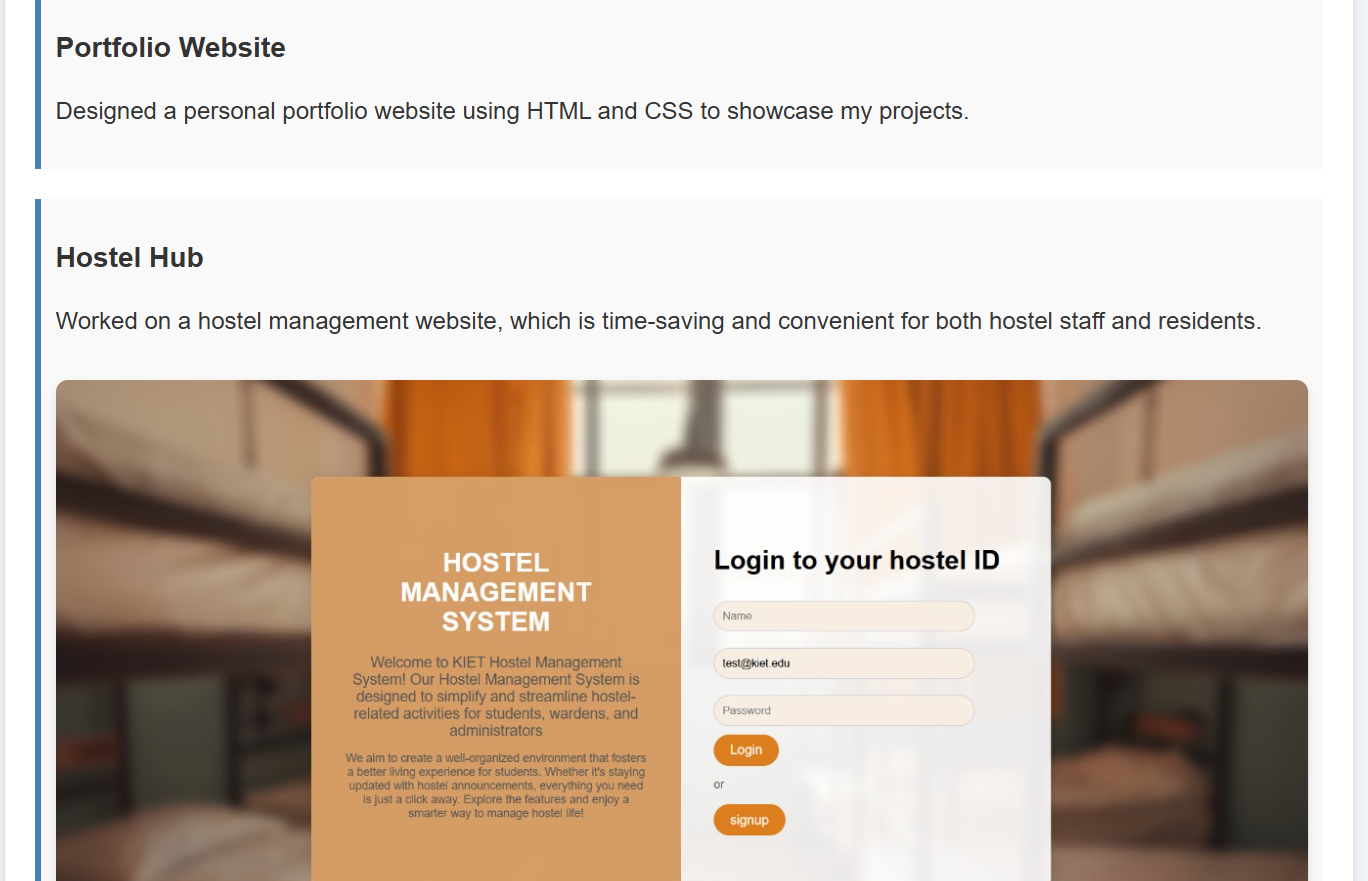 Portfolio Website
Designed a personal portfolio website using HTML and CSS to showcase my projects.
Hostel Hub
Worked on a hostel management website, which is time-saving and convenient for both hostel staff and residents.
HOSTEL
MANAGEMENT
SYSTEM
Welcome to KIET Hostel Management
System! Our Hostel Management System is
designed to simplify and streamline hostel-
related activities for students, wardens, and
administrators
We aim to create a well-organized environment that fosters
a better living experience for students. Whether it's staying
updated with hostel announcements, everything you need
is just a click away. Explore the features and enjoy a
smarter way to manage hostel life!
Login to your hostel ID
Name
test@kiet.edu
Password
Login
or
signup